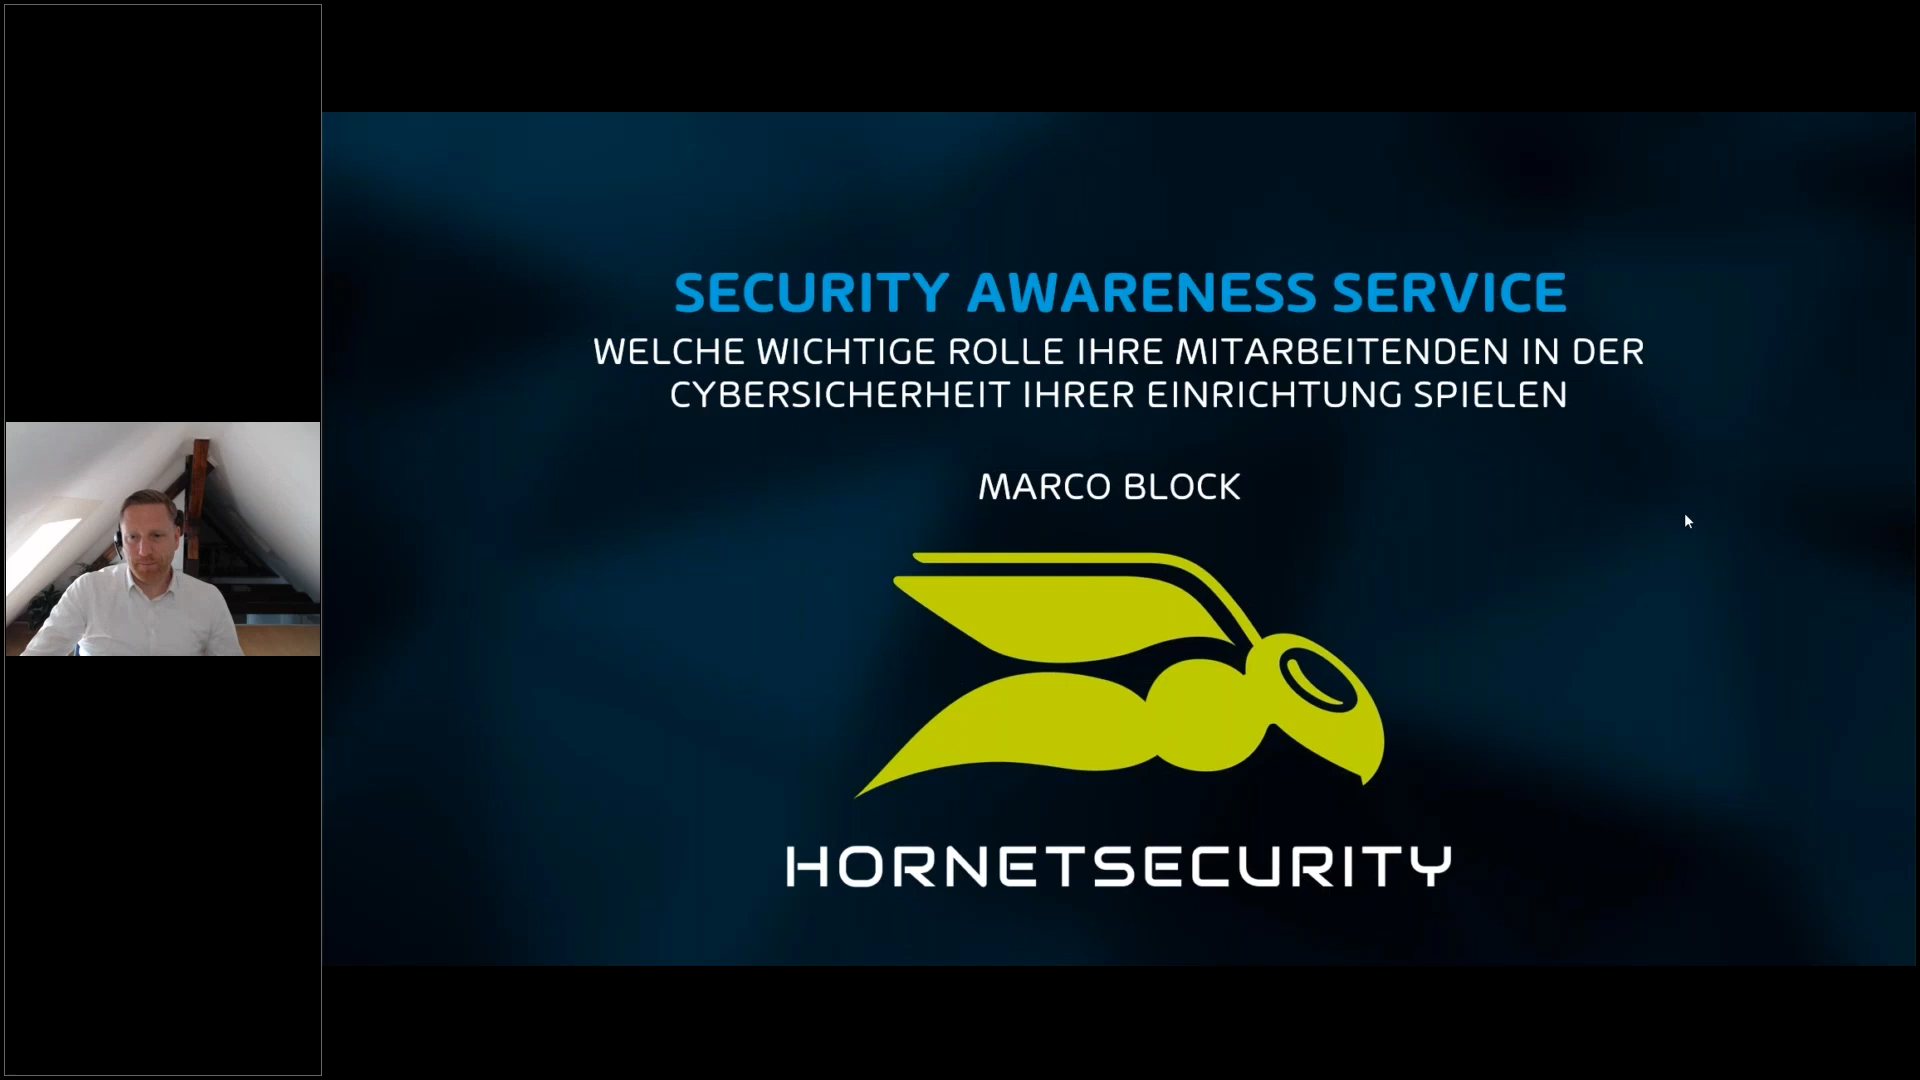 SECURITY AWARENESS SERVICE
WELCHE WICHTIGE ROLLE IHRE MITARBEITENDEN IN DER
CYBERSICHERHEIT IHRER EINRICHTUNG SPIELEN
MARCO BLOCK
HORNETSECURITY